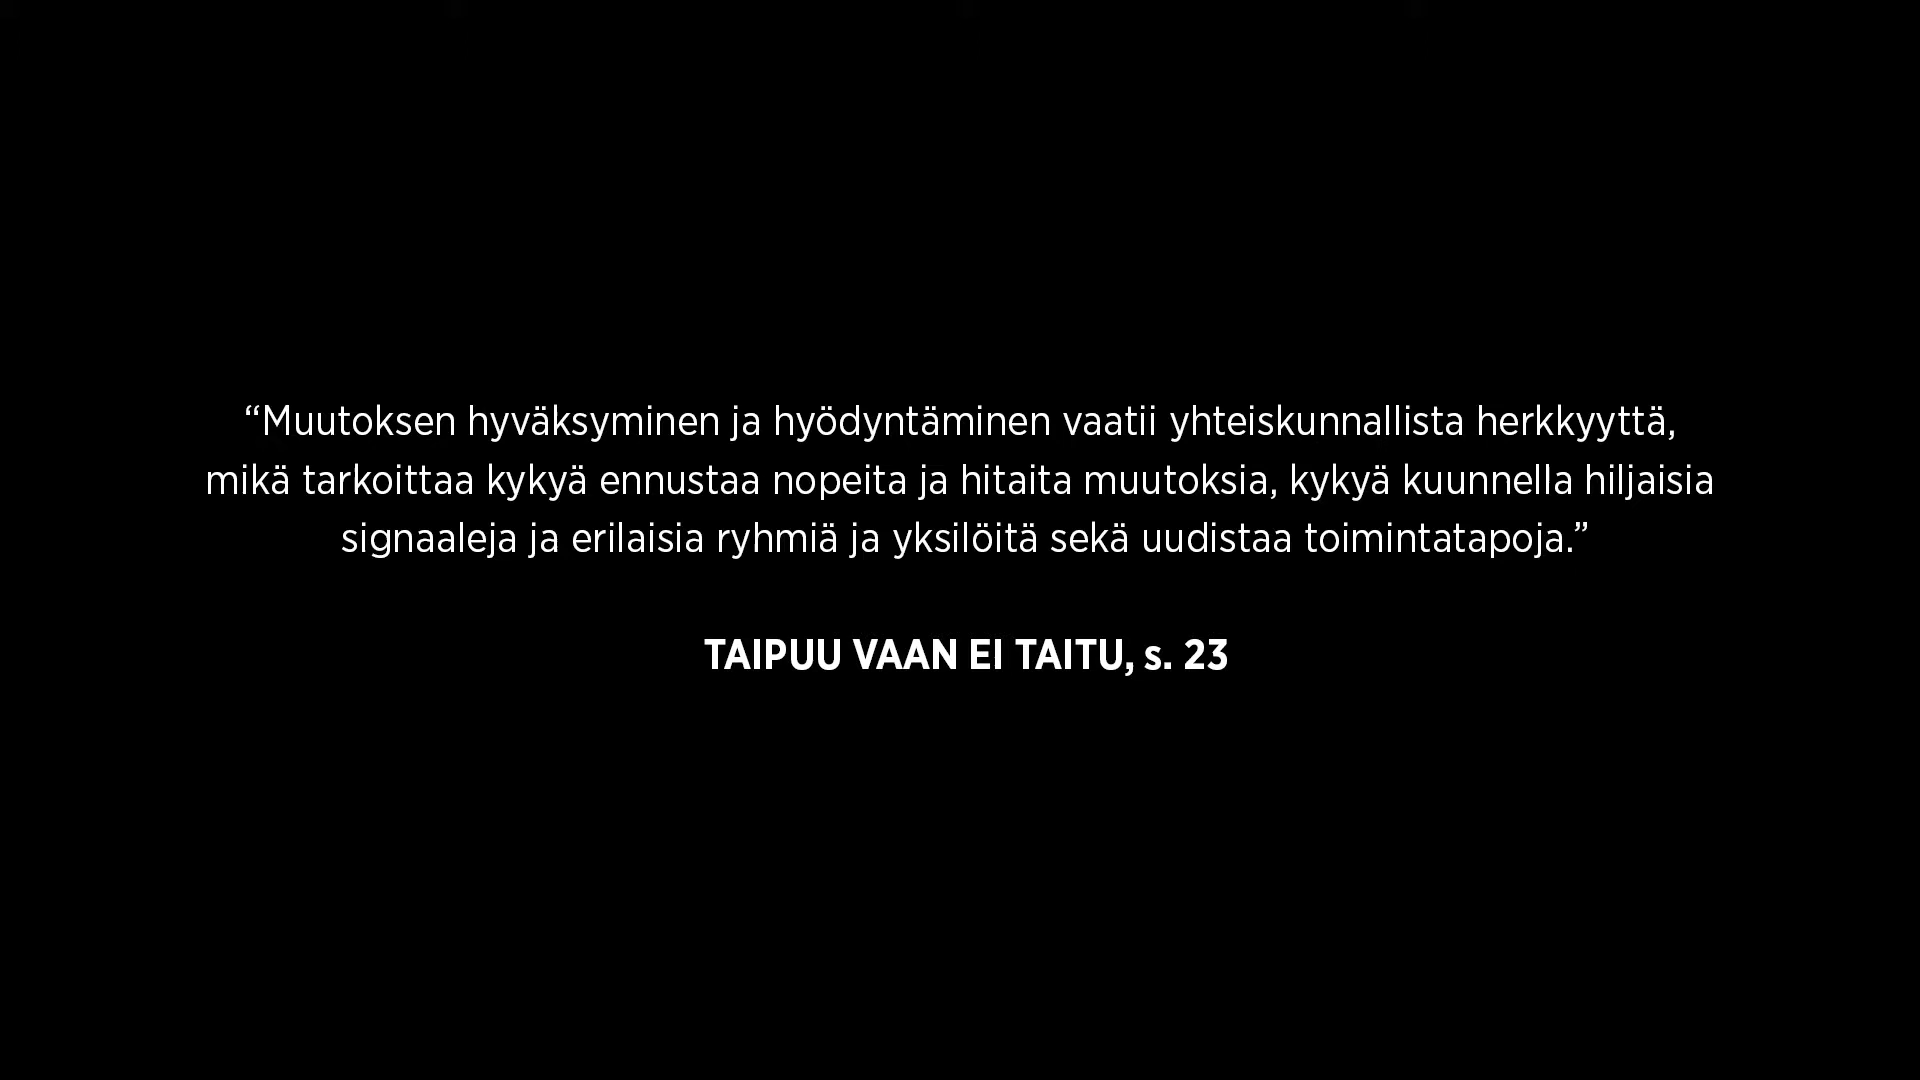 “Muutoksen hyväksyminen ja hyödyntäminen vaatii yhteiskunnallista herkkyyttä,
mikä tarkoittaa kykyä ennustaa nopeita ja hitaita muutoksia, kykyä kuunnella hiljaisia
signaaleja ja erilaisia ryhmiä ja yksilöitä sekä uudistaa toimintatapoja.”
TAIPUU VAAN EI TAITU, s. 23